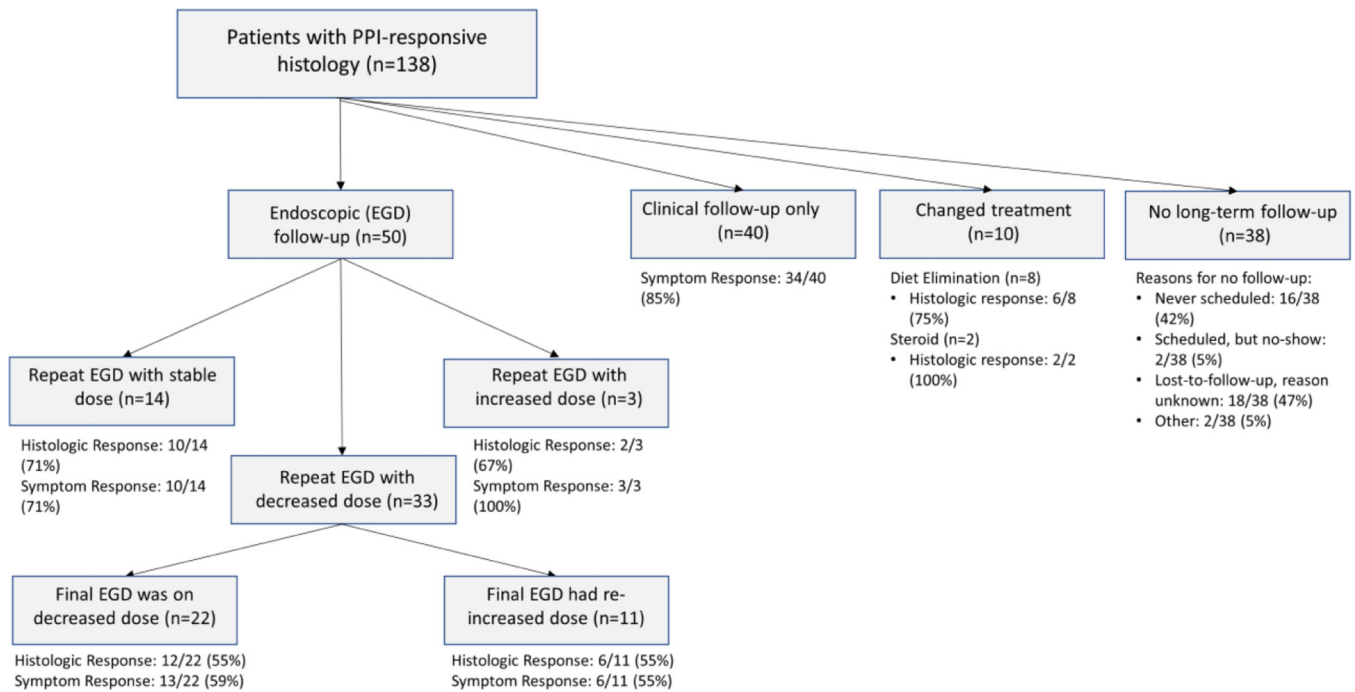 Patients with PPI-responsive
histology (n=138)
Endoscopic (EGD)
follow-up (n=50)
Clinical follow-up only
(n=40)
Symptom Response: 34/40
(85%)
Changed treatment
(n=10)
Diet Elimination (n=8)
• Histologic response: 6/8
(75%)
Steroid (n=2)
• Histologic response: 2/2
(100%)
No long-term follow-up
(n=38)
Reasons for no follow-up:
• Never scheduled: 16/38
(42%)
• Scheduled, but no-show:
2/38 (5%)
• Lost-to-follow-up, reason
unknown: 18/38 (47%)
• Other: 2/38 (5%)
Repeat EGD with stable
dose (n=14)
Histologic Response: 10/14
(71%)
Symptom Response: 10/14
(71%)
Repeat EGD with
increased dose (n=3)
Histologic Response: 2/3
(67%)
Symptom Response: 3/3
(100%)
Repeat EGD with
decreased dose (n=33)
Final EGD was on
decreased dose (n=22)
Histologic Response: 12/22 (55%)
Symptom Response: 13/22 (59%)
Final EGD had re-
increased dose (n=11)
Histologic Response: 6/11 (55%)
Symptom Response: 6/11 (55%)